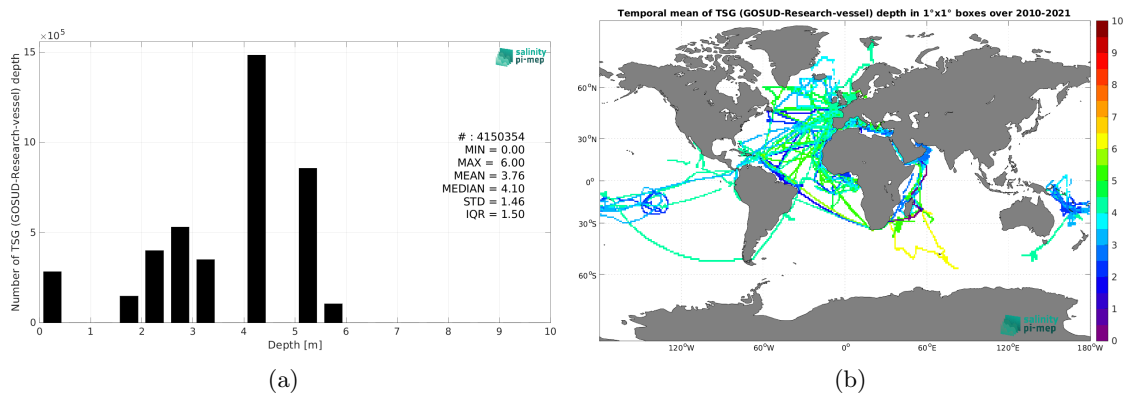 ×10⁵
15
10
5
0
Number of TSG (GOSUD-Research-vessel) depth
salinity
pi-mep
# : 4150354
MIN = 0.00
MAX = 6.00
MEAN = 3.76
MEDIAN = 4.10
STD = 1.46
IQR = 1.50
0 1 2 3 4 5 6 7 8 9 10
Depth [m]
(a)
Temporal mean of TSG (GOSUD-Research-vessel) depth in 1°x1° boxes over 2010-2021
60°N
30°N
15°N
0°
15°S
30°S
60°S
120°W 60°W 0° 60°E 120°E 180°W
salinity
pi-mep
10
9
8
7
6
5
4
3
2
1
0
(b)